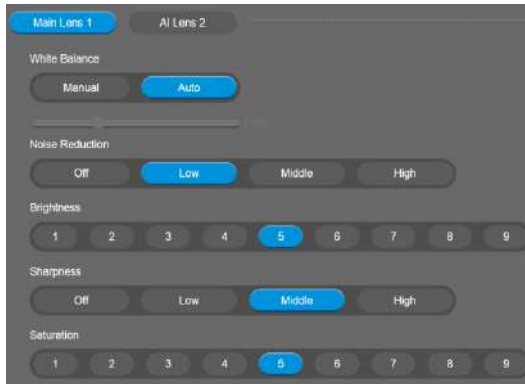 Main Lens 1 AI Lens 2
White Balance
Manual Auto
Noise Reduction
Off Low Middle High
Brightness
1 2 3 4 5 6 7 8 9
Sharpness
Off Low Middle High
Saturation
1 2 3 4 5 6 7 8 9